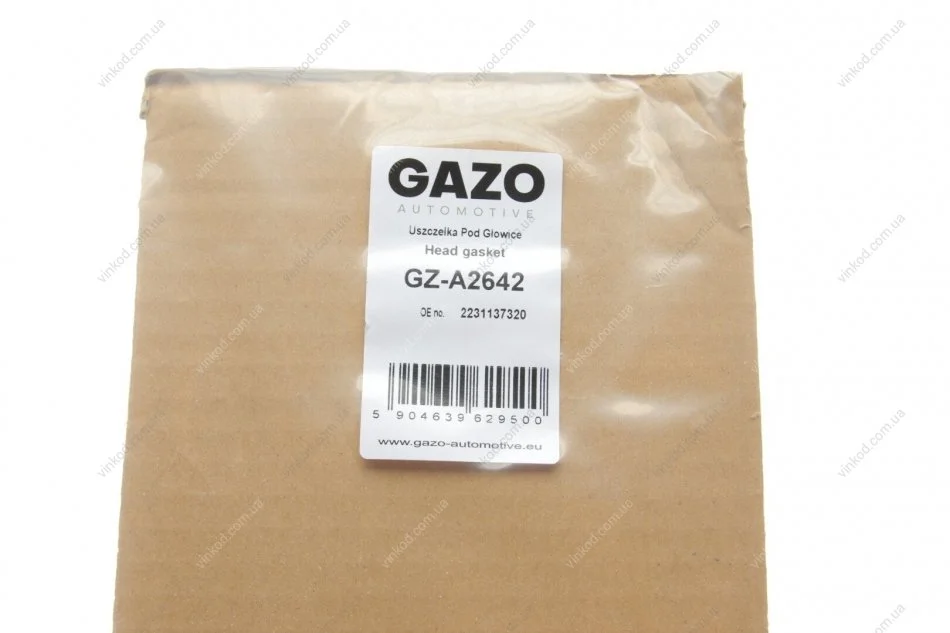 GAZO
AUTOMOTIVE
Uszczelka Pod Głowice
Head gasket
GZ-A2642
OE no. 2231137320
5 904639 629500
www.gazo-automotive.eu
vinkod.com.ua